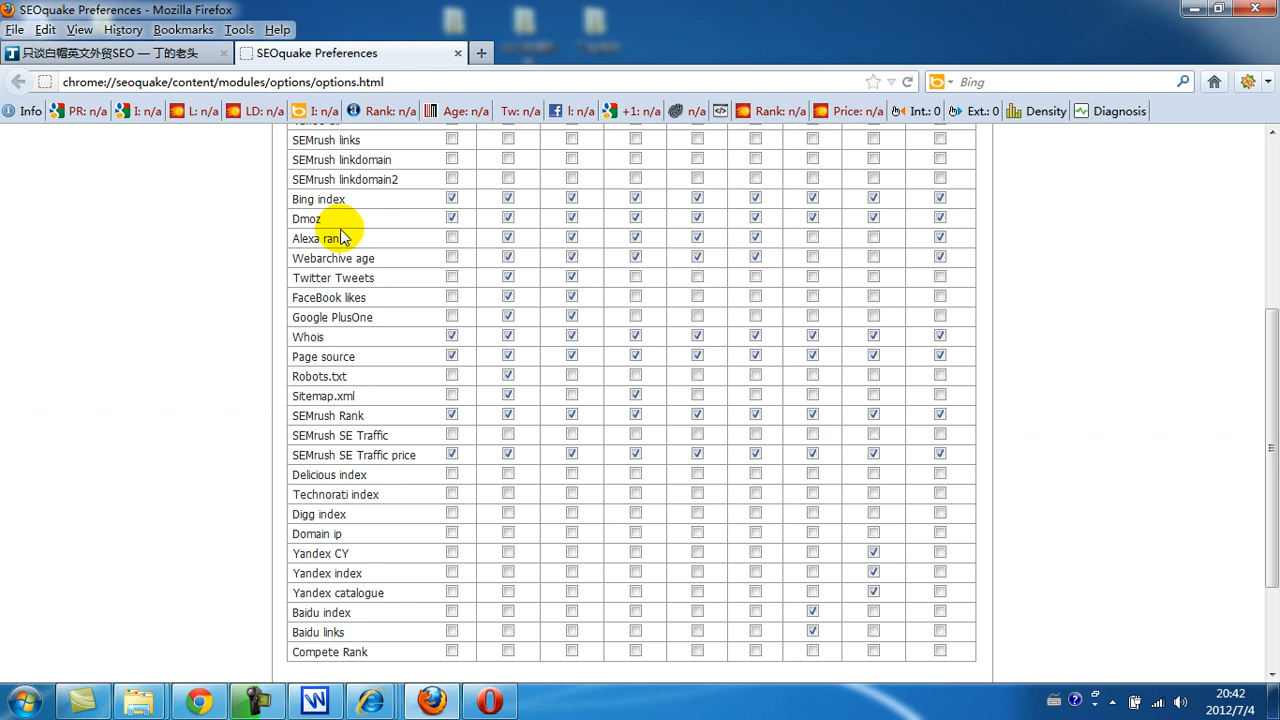 SEOquake Preferences - Mozilla Firefox
File Edit View History Bookmarks Tools Help
只谈白帽英文外贸SEO — 丁的老头
SEOquake Preferences
chrome://seoquake/content/modules/options/options.html
Bing
Info PR: n/a I: n/a L: n/a LD: n/a I: n/a Rank: n/a Age: n/a Tw: n/a l: n/a +1: n/a n/a Rank: n/a Price: n/a Int.: 0 Ext.: 0 Density Diagnosis
SEMrush links
SEMrush linkdomain
SEMrush linkdomain2
Bing index
Dmoz
Alexa rank
Webarchive age
Twitter Tweets
FaceBook likes
Google PlusOne
Whois
Page source
Robots.txt
Sitemap.xml
SEMrush Rank
SEMrush SE Traffic
SEMrush SE Traffic price
Delicious index
Technorati index
Digg index
Domain ip
Yandex CY
Yandex index
Yandex catalogue
Baidu index
Baidu links
Compete Rank
20:42
2012/7/4